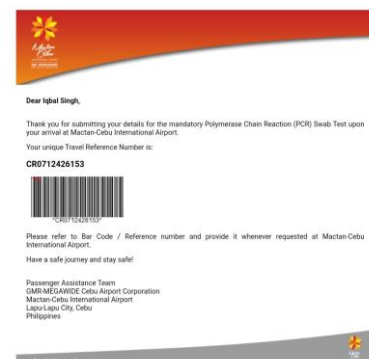 Mactan
Cebu
Dear Iqbal Singh,
Thank you for submitting your details for the mandatory Polymerase Chain Reaction (PCR) Swab Test upon
your arrival at Mactan-Cebu International Airport.
Your unique Travel Reference Number is:
CR0712426153
*CR0712426153*
Please refer to Bar Code / Reference number and provide it whenever requested at Mactan-Cebu
International Airport.
Have a safe journey and stay safe!
Passenger Assistance Team
GMR-MEGAWIDE Cebu Airport Corporation
Mactan-Cebu International Airport
Lapu-Lapu City, Cebu
Philippines